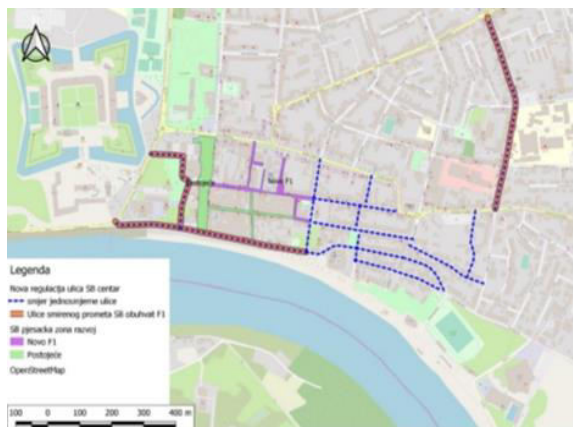 Novo F1
Legenda
Nova regulacija ulica SB centar
smjer jednosmjerne ulice
Ulice smirenog prometa SB obuhvat F1
SB pjesacka zona razvoj
Novo F1
Postojeće
OpenStreetMap
100 0 100 200 300 400 m